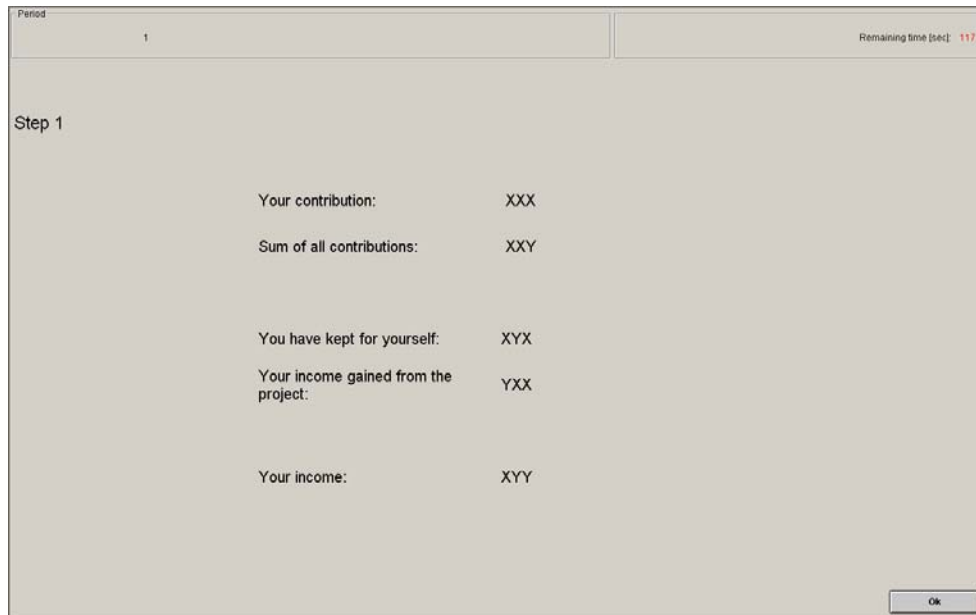 Period
1
Remaining time [sec]: 117
Step 1
Your contribution: XXX
Sum of all contributions: XXY
You have kept for yourself: XYX
Your income gained from the
project: YXX
Your income: XYY
Ok